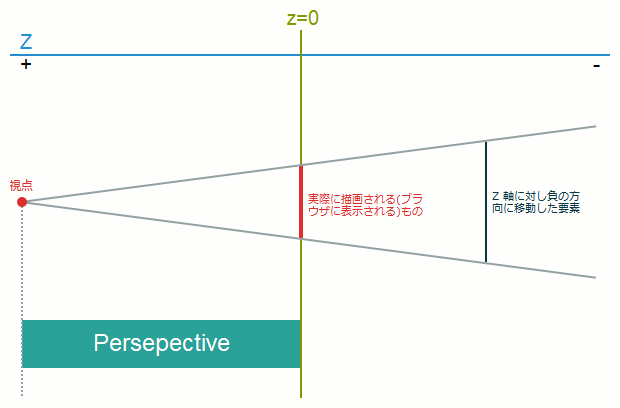 z=0
Z
+
-
視点
実際に描画される(ブラ
ウザに表示される)もの
Z 軸に対し負の方
向に移動した要素
Persepective